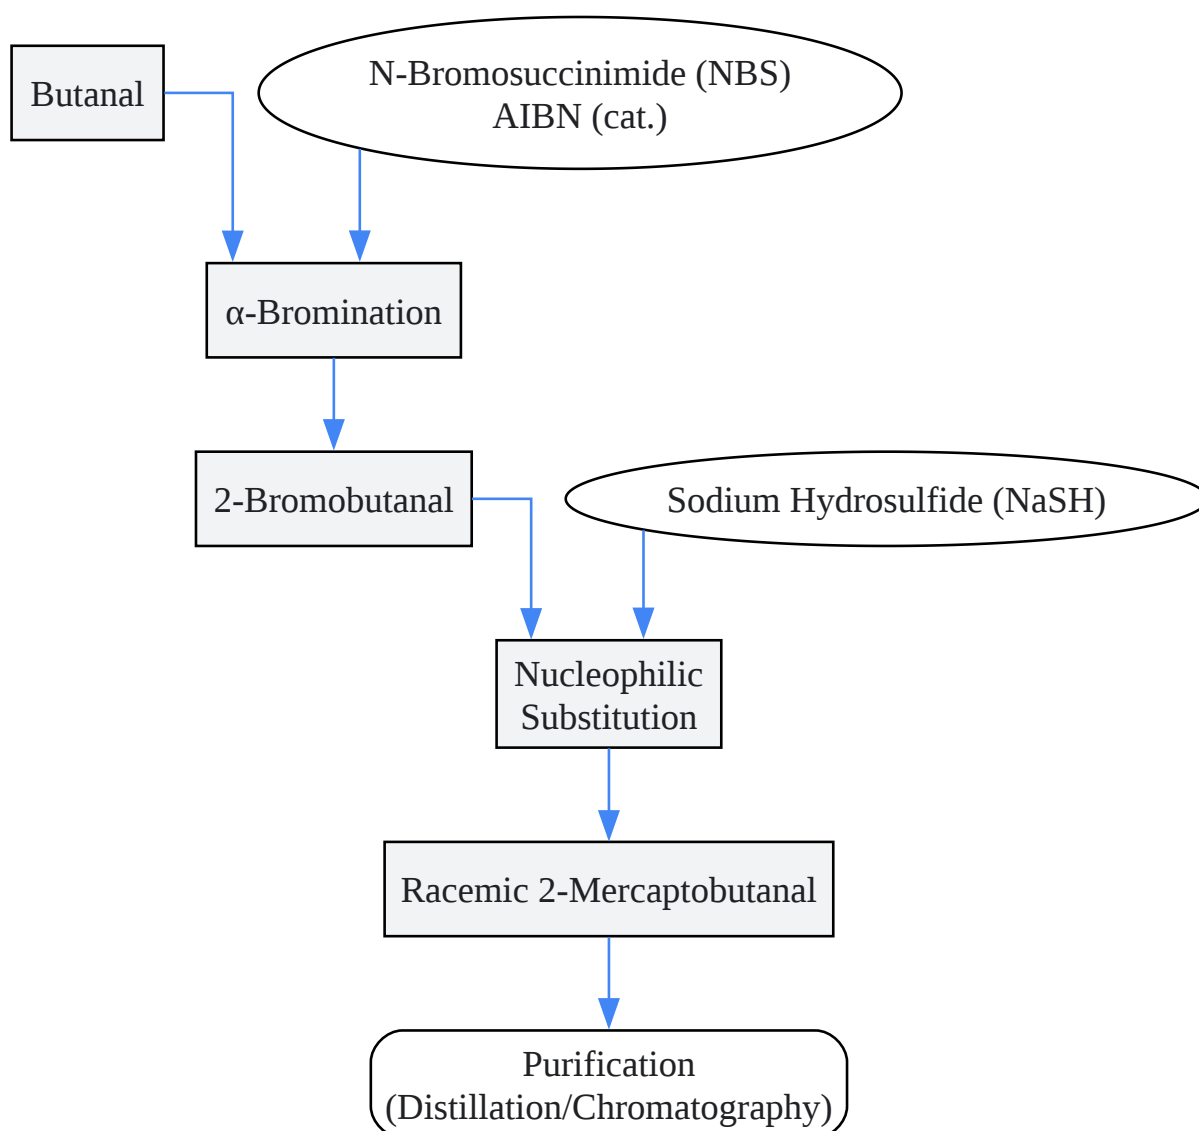 Butanal
N-Bromosuccinimide (NBS)
AIBN (cat.)
α-Bromination
2-Bromobutanal
Sodium Hydrosulfide (NaSH)
Nucleophilic
Substitution
Racemic 2-Mercaptobutanal
Purification
(Distillation/Chromatography)